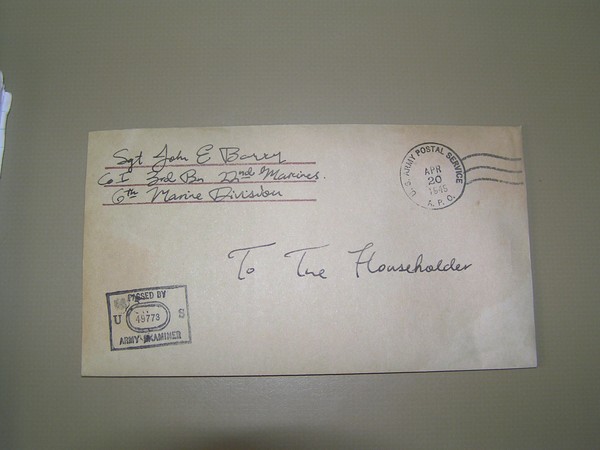 Sgt John E Barry
Co I 3rd Bn 22nd Marines.
6th Marine Division
U.S. ARMY POSTAL SERVICE
APR
20
1945
A.P.O.
To The Householder
PASSED BY
U S
49773
ARMY EXAMINER